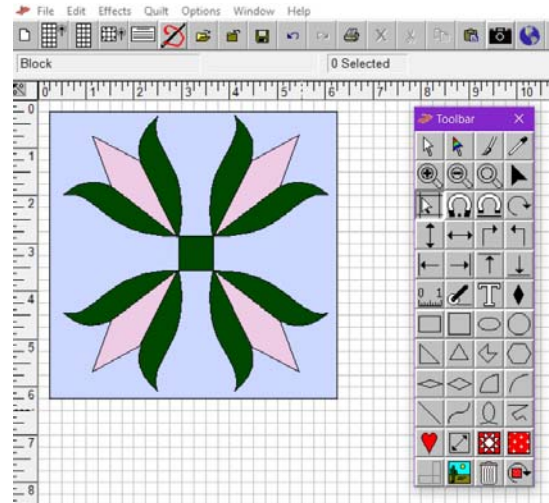 File Edit Effects Quilt Options Window Help
Block
0 Selected
0 1 2 3 4 5 6 7 8 9 10
Toolbar
0 1
T
0
1
2
3
4
5
6
7
8